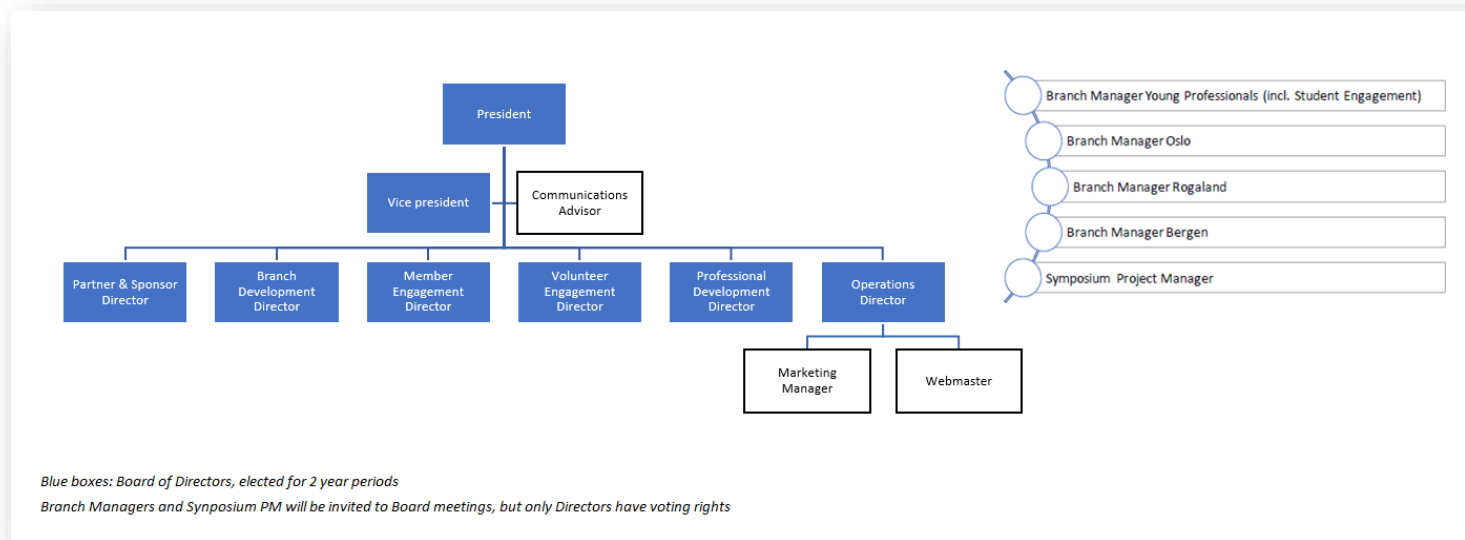 President
Vice president
Communications
Advisor
Partner & Sponsor
Director
Branch
Development
Director
Member
Engagement
Director
Volunteer
Engagement
Director
Professional
Development
Director
Operations
Director
Marketing
Manager
Webmaster
Branch Manager Young Professionals (incl. Student Engagement)
Branch Manager Oslo
Branch Manager Rogaland
Branch Manager Bergen
Symposium Project Manager
Blue boxes: Board of Directors, elected for 2 year periods
Branch Managers and Synposium PM will be invited to Board meetings, but only Directors have voting rights